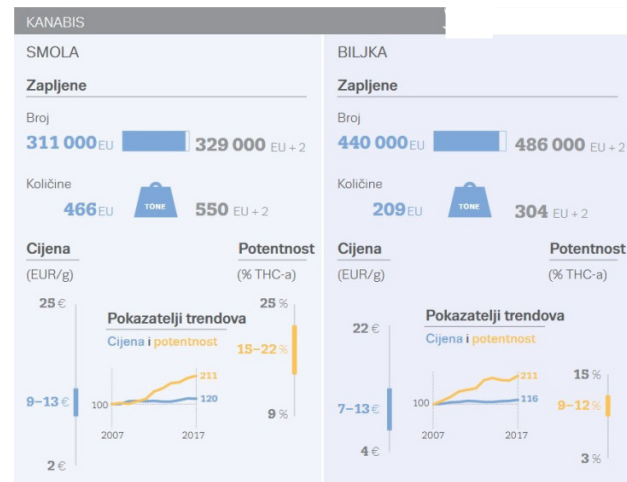 KANABIS
SMOLA
Zapljene
Broj
311 000 EU 329 000 EU + 2
Količine
466 EU TONE 550 EU + 2
Cijena Potentnost
(EUR/g) (% THC-a)
25 € 25 %
Pokazatelji trendova
Cijena i potentnost
15–22 %
211
9–13 € 120
100
9 %
2007 2017
2 €
BILJKA
Zapljene
Broj
440 000 EU 486 000 EU + 2
Količine
209 EU TONE 304 EU + 2
Cijena Potentnost
(EUR/g) (% THC-a)
Pokazatelji trendova
22 €
Cijena i potentnost
211 15 %
116
7–13 € 100 9–12 %
2007 2017
4 € 3 %